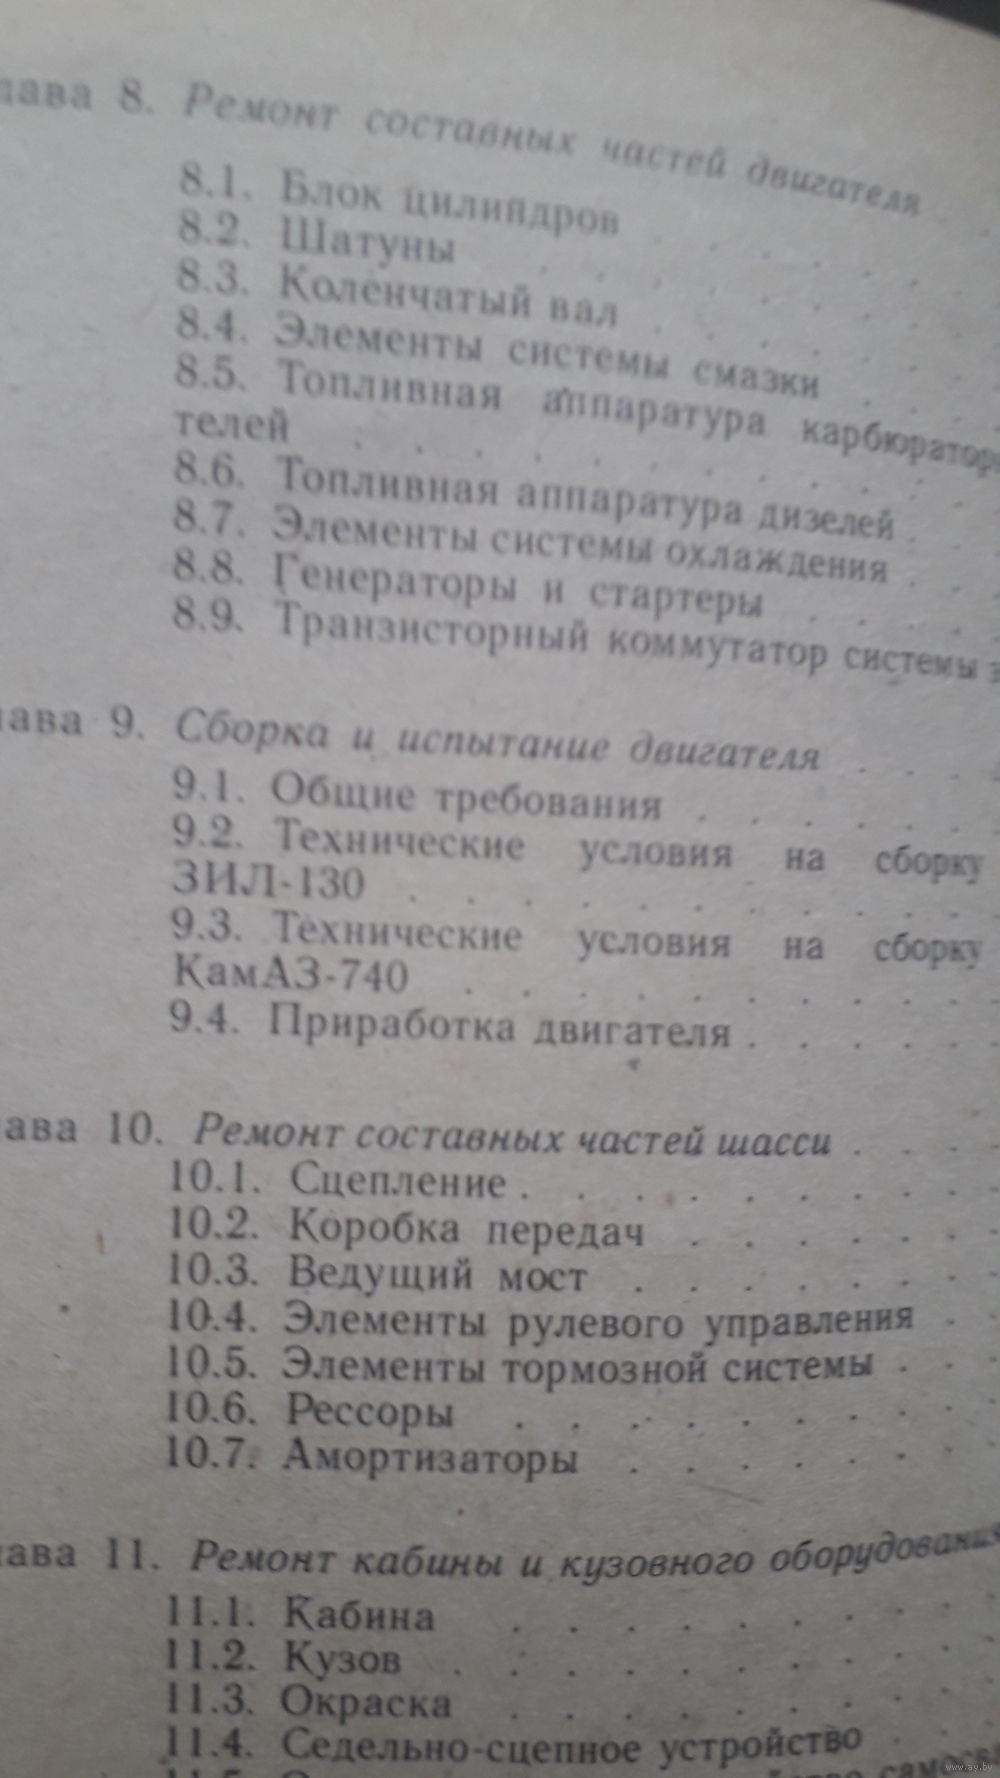 лава 8. Ремонт составных частей двигателя
8.1. Блок цилиндров
8.2. Шатуны
8.3. Коленчатый вал
8.4. Элементы системы смазки
8.5. Топливная аппаратура карбюратор
телей
8.6. Топливная аппаратура дизелей
8.7. Элементы системы охлаждения
8.8. Генераторы и стартеры
8.9. Транзисторный коммутатор системы з
лава 9. Сборка и испытание двигателя
9.1. Общие требования
9.2. Технические условия на сборку
ЗИЛ-130
9.3. Технические условия на сборку
КамАЗ-740
9.4. Приработка двигателя
лава 10. Ремонт составных частей шасси
10.1. Сцепление
10.2. Коробка передач
10.3. Ведущий мост
10.4. Элементы рулевого управления
10.5. Элементы тормозной системы
10.6. Рессоры
10.7. Амортизаторы
лава 11. Ремонт кабины и кузовного оборудования
11.1. Кабина
11.2. Кузов
11.3. Окраска
11.4. Седельно-сцепное устройство
www.ay.by